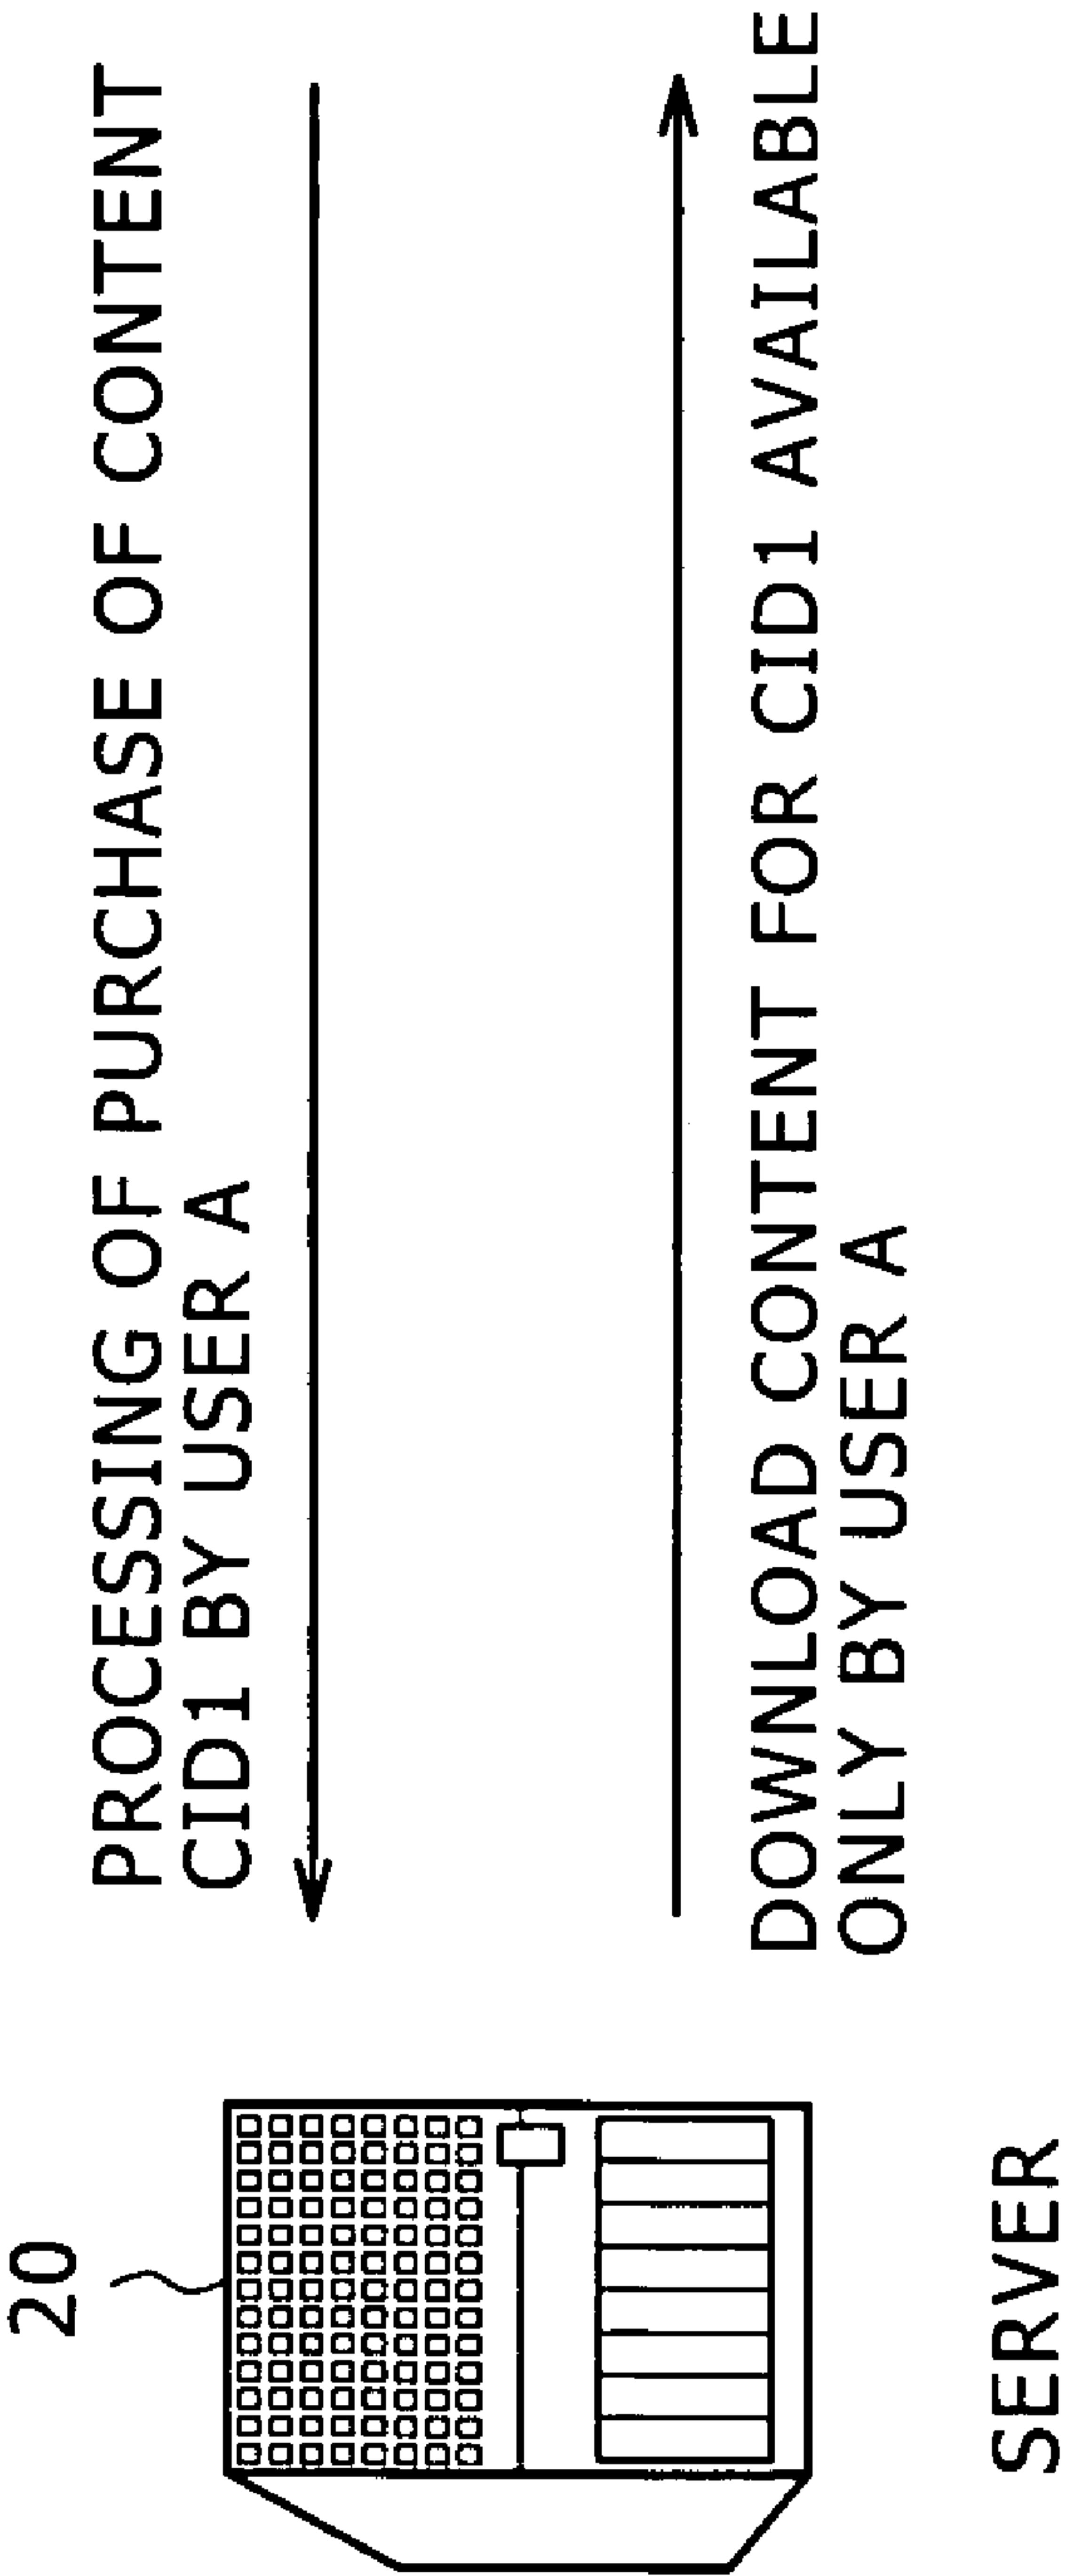 20
PROCESSING OF PURCHASE OF CONTENT
CID1 BY USER A
DOWNLOAD CONTENT FOR CID1 AVAILABLE
ONLY BY USER A
SERVER